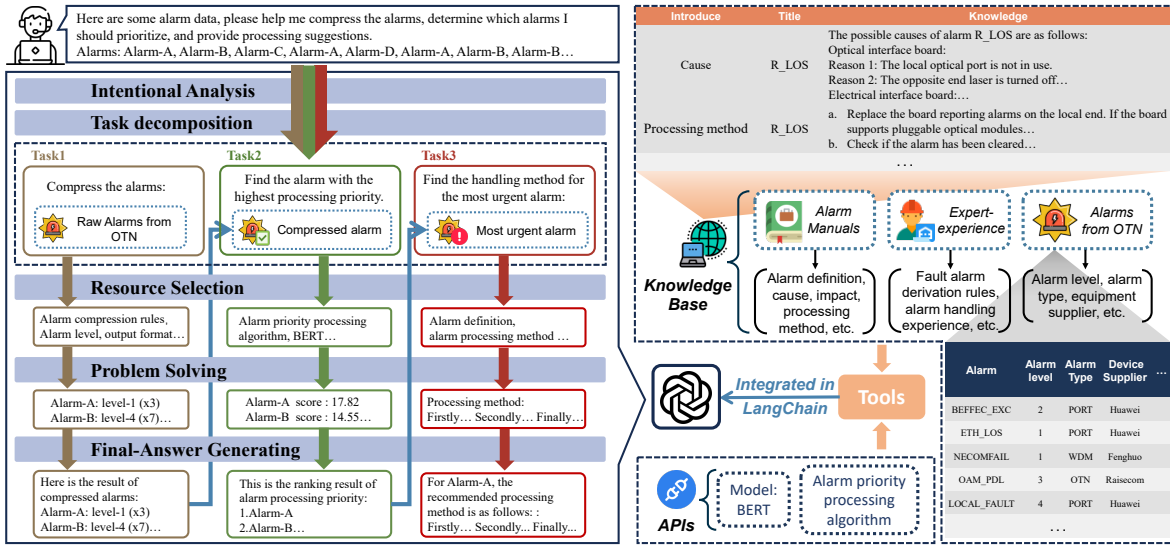 Here are some alarm data, please help me compress the alarms, determine which alarms I
should prioritize, and provide processing suggestions.
Alarms: Alarm-A, Alarm-B, Alarm-C, Alarm-A, Alarm-D, Alarm-A, Alarm-B, Alarm-B…
Intentional Analysis
Task decomposition
Task1
Compress the alarms:
Raw Alarms from
OTN
Task2
Find the alarm with the
highest processing priority.
Compressed alarm
Task3
Find the handling method for
the most urgent alarm:
Most urgent alarm
Resource Selection
Alarm compression rules,
Alarm level, output format…
Alarm priority processing
algorithm, BERT…
Alarm definition,
alarm processing method …
Problem Solving
Alarm-A: level-1 (x3)
Alarm-B: level-4 (x7)…
Alarm-A score : 17.82
Alarm-B score : 14.55…
Processing method:
Firstly… Secondly… Finally…
Final-Answer Generating
Here is the result of
compressed alarms:
Alarm-A: level-1 (x3)
Alarm-B: level-4 (x7)…
This is the ranking result of
alarm processing priority:
1.Alarm-A
2.Alarm-B…
For Alarm-A, the
recommended processing
method is as follows: :
Firstly… Secondly... Finally...
Introduce Title Knowledge
Cause R_LOS
The possible causes of alarm R_LOS are as follows:
Optical interface board:
Reason 1: The local optical port is not in use.
Reason 2: The opposite end laser is turned off…
Electrical interface board:…
Processing method R_LOS
a. Replace the board reporting alarms on the local end. If the board
supports pluggable optical modules…
b. Check if the alarm has been cleared…
...
Knowledge
Base
Alarm
Manuals
Expert-
experience
Alarms
from OTN
Alarm definition,
cause, impact,
processing
method, etc.
Fault alarm
derivation rules,
alarm handling
experience, etc.
Alarm level, alarm
type, equipment
supplier, etc.
Integrated in
LangChain
Tools
APIs
Model:
BERT
Alarm priority
processing
algorithm
Alarm Alarm level Alarm Type Device Supplier …
BEFFEC_EXC 2 PORT Huawei
ETH_LOS 1 PORT Huawei
NECOMFAIL 1 WDM Fenghuo
OAM_PDL 3 OTN Raisecom
LOCAL_FAULT 4 PORT Huawei
...